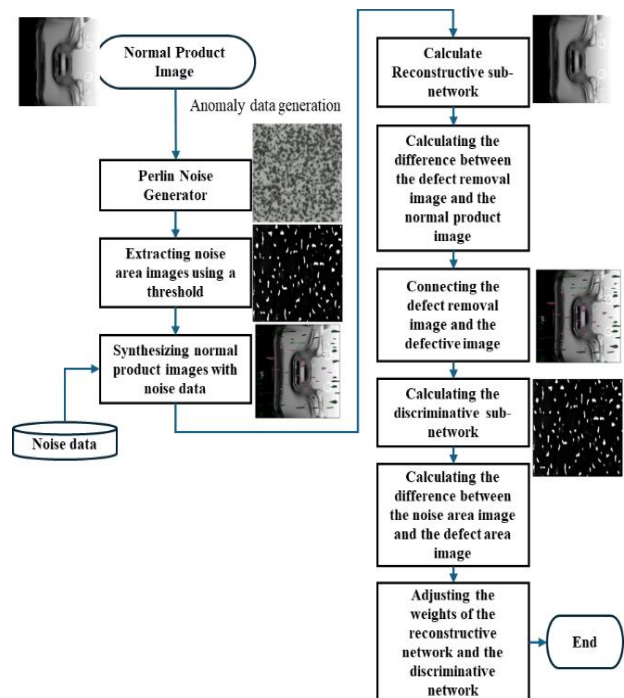 Normal Product
Image
Anomaly data generation
Perlin Noise
Generator
Extracting noise
area images using a
threshold
Synthesizing normal
product images with
noise data
Noise data
Calculate
Reconstructive sub-
network
Calculating the
difference between
the defect removal
image and the
normal product
image
Connecting the
defect removal
image and the
defective image
Calculating the
discriminative sub-
network
Calculating the
difference between
the noise area image
and the defect area
image
Adjusting the
weights of the
reconstructive
network and the
discriminative
network
End